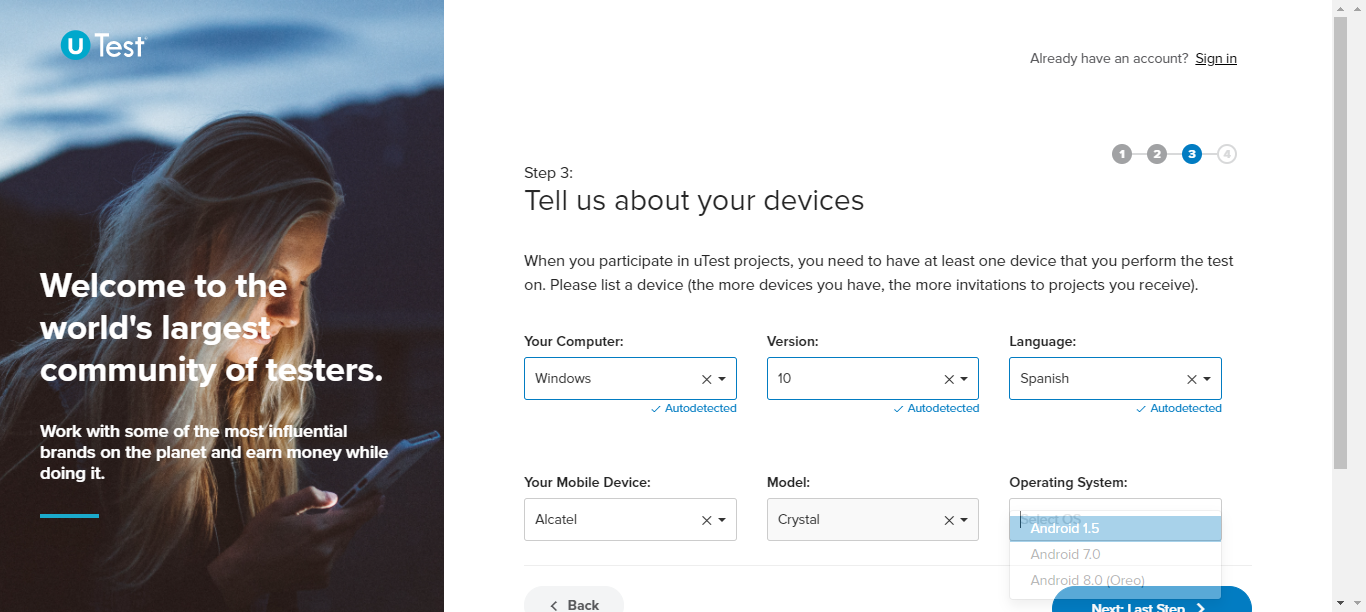 uTest
Already have an account? Sign in
1 2 3 4
Step 3:
Tell us about your devices
Welcome to the
world's largest
community of testers.
Work with some of the most influential
brands on the planet and earn money while
doing it.
When you participate in uTest projects, you need to have at least one device that you perform the test
on. Please list a device (the more devices you have, the more invitations to projects you receive).
Your Computer: Version: Language:
Windows 10 Spanish
Autodetected Autodetected Autodetected
Your Mobile Device: Model: Operating System:
Alcatel Crystal Select OS
Android 1.5
Android 7.0
Android 8.0 (Oreo)
Back Next: Last Step